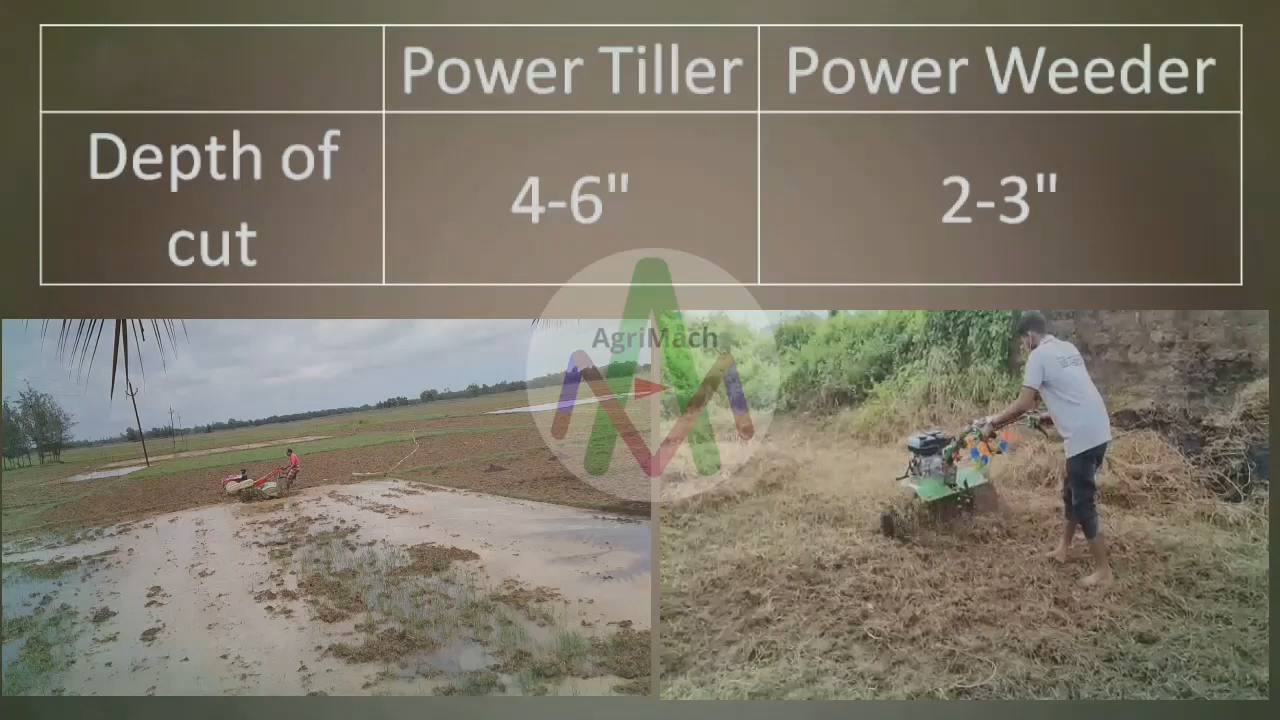 Power Tiller
Power Weeder
Depth of
cut
4-6"
2-3"
AgriMach